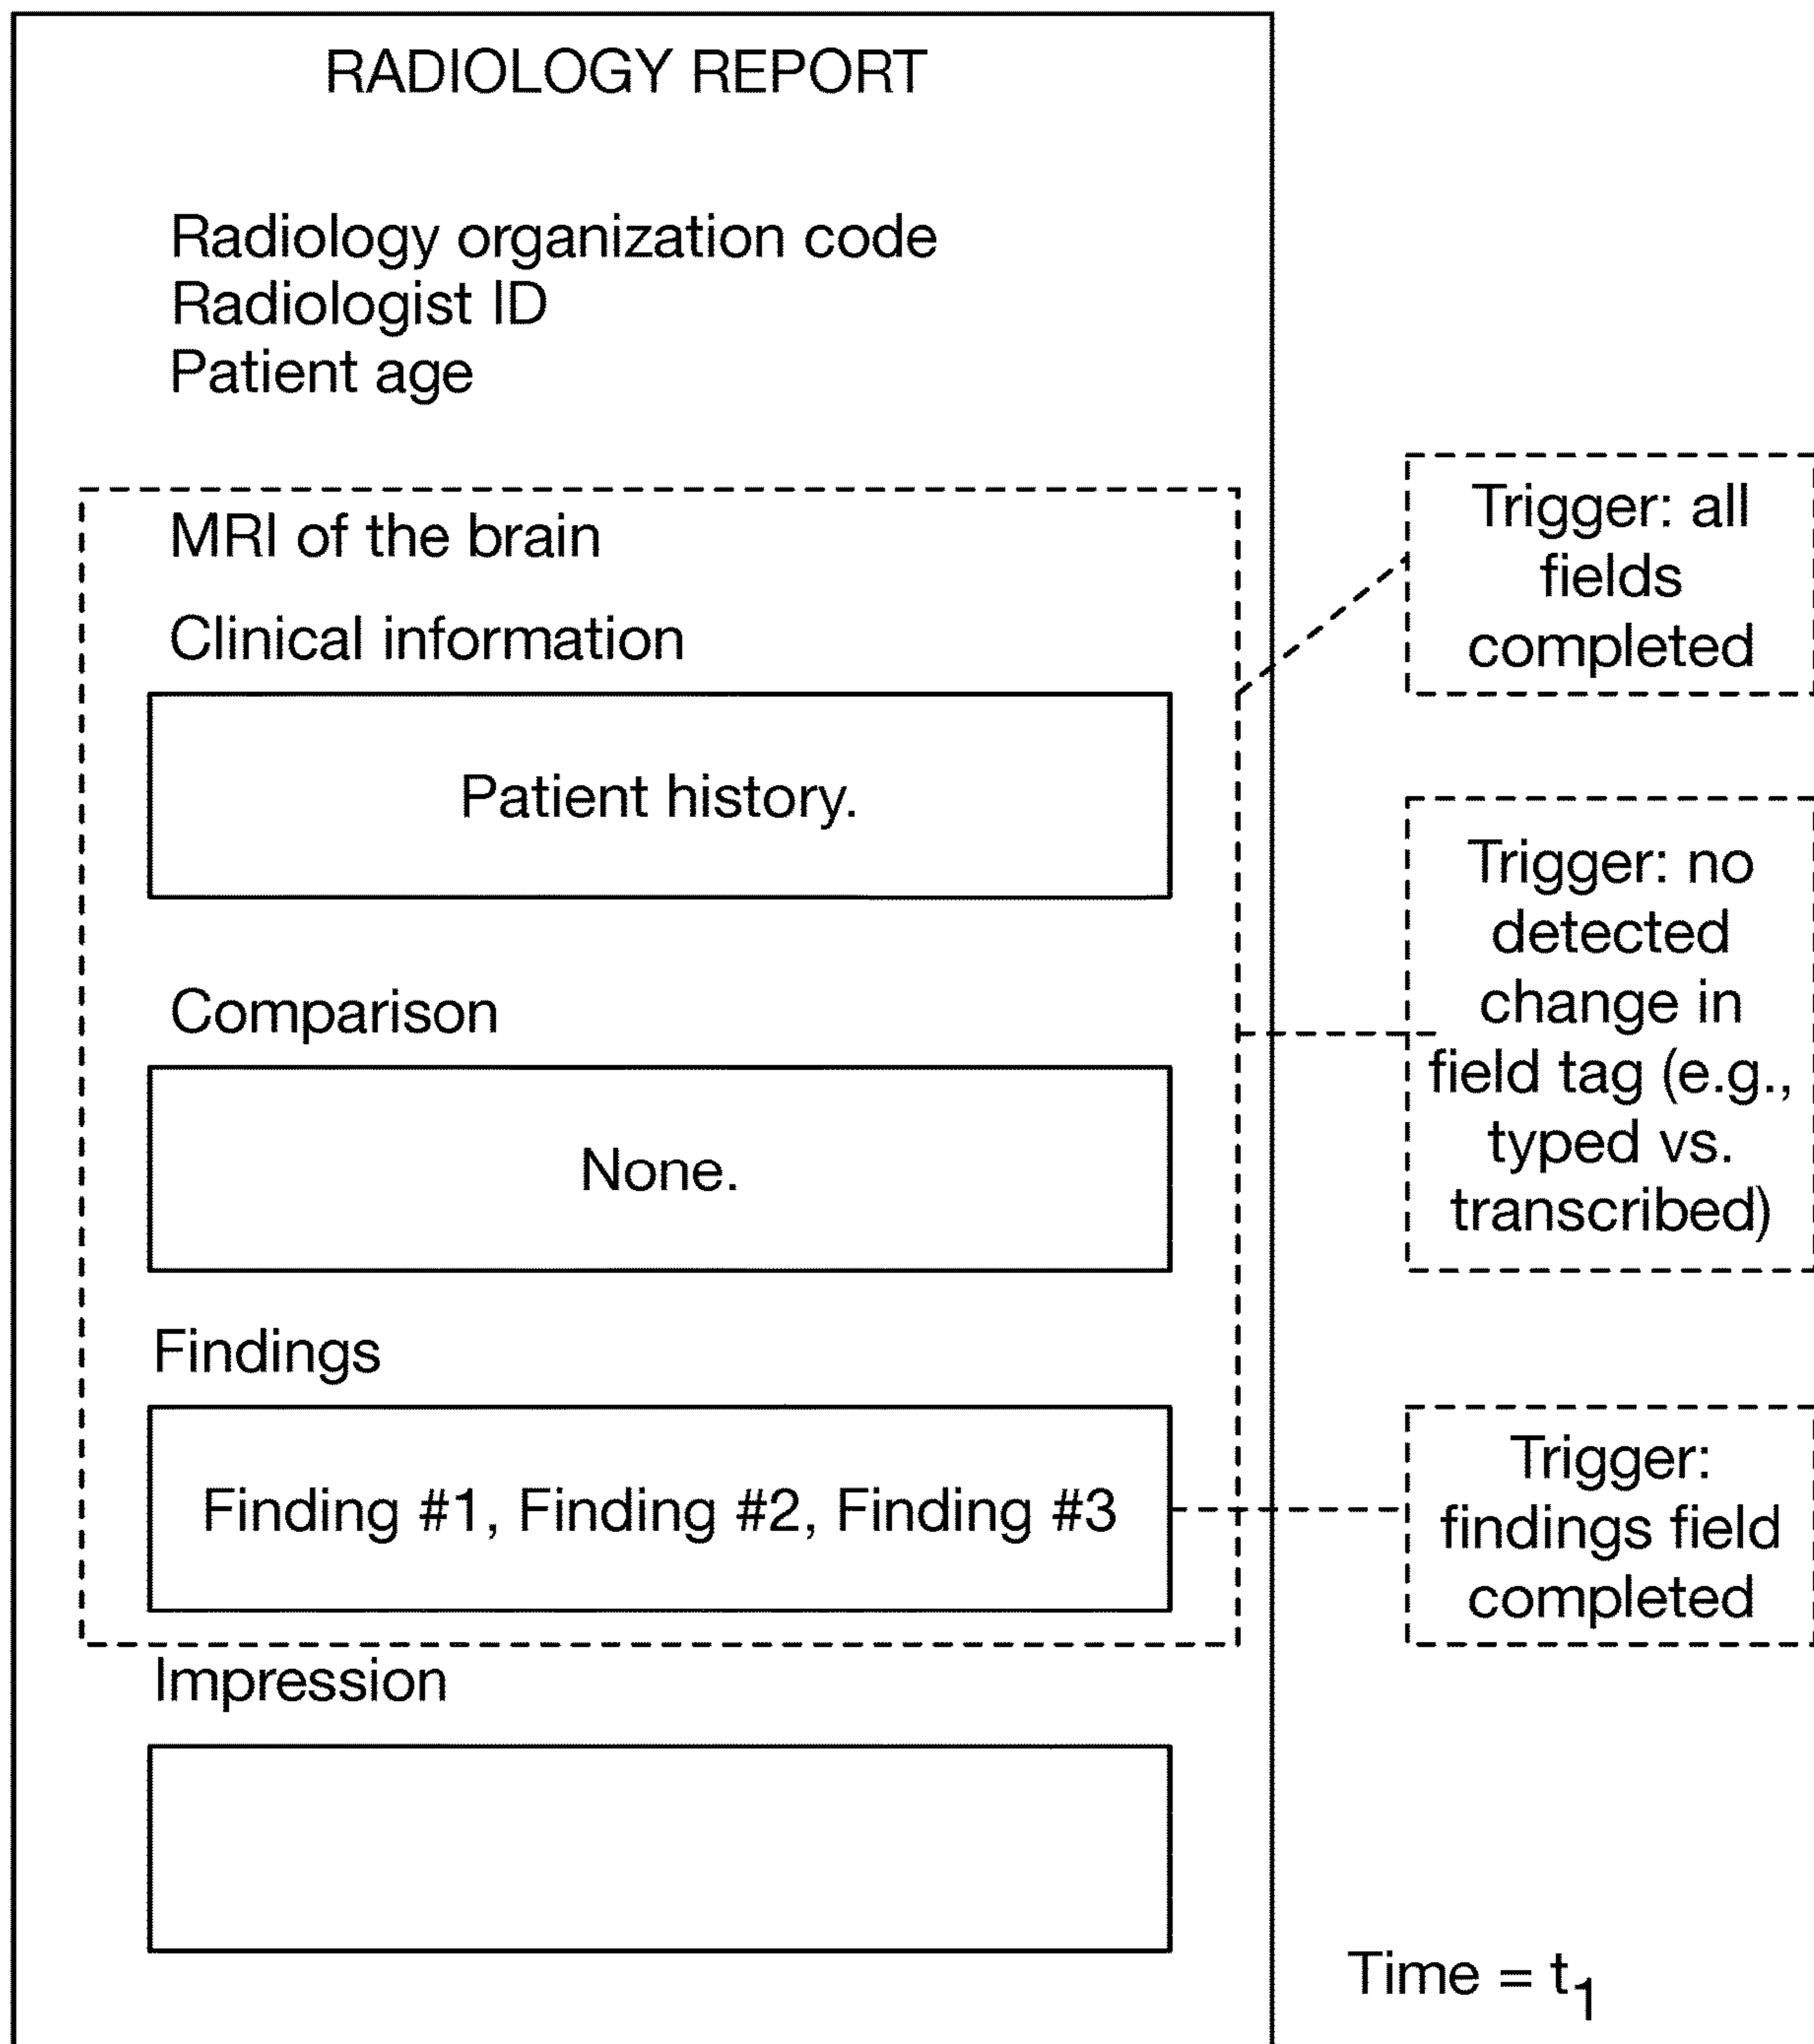 RADIOLOGY REPORT
Radiology organization code
Radiologist ID
Patient age
MRI of the brain
Clinical information
Patient history.
Comparison
None.
Findings
Finding #1, Finding #2, Finding #3
Impression
Trigger: all
fields
completed
Trigger: no
detected
change in
field tag (e.g.,
typed vs.
transcribed)
Trigger:
findings field
completed
Time = t₁